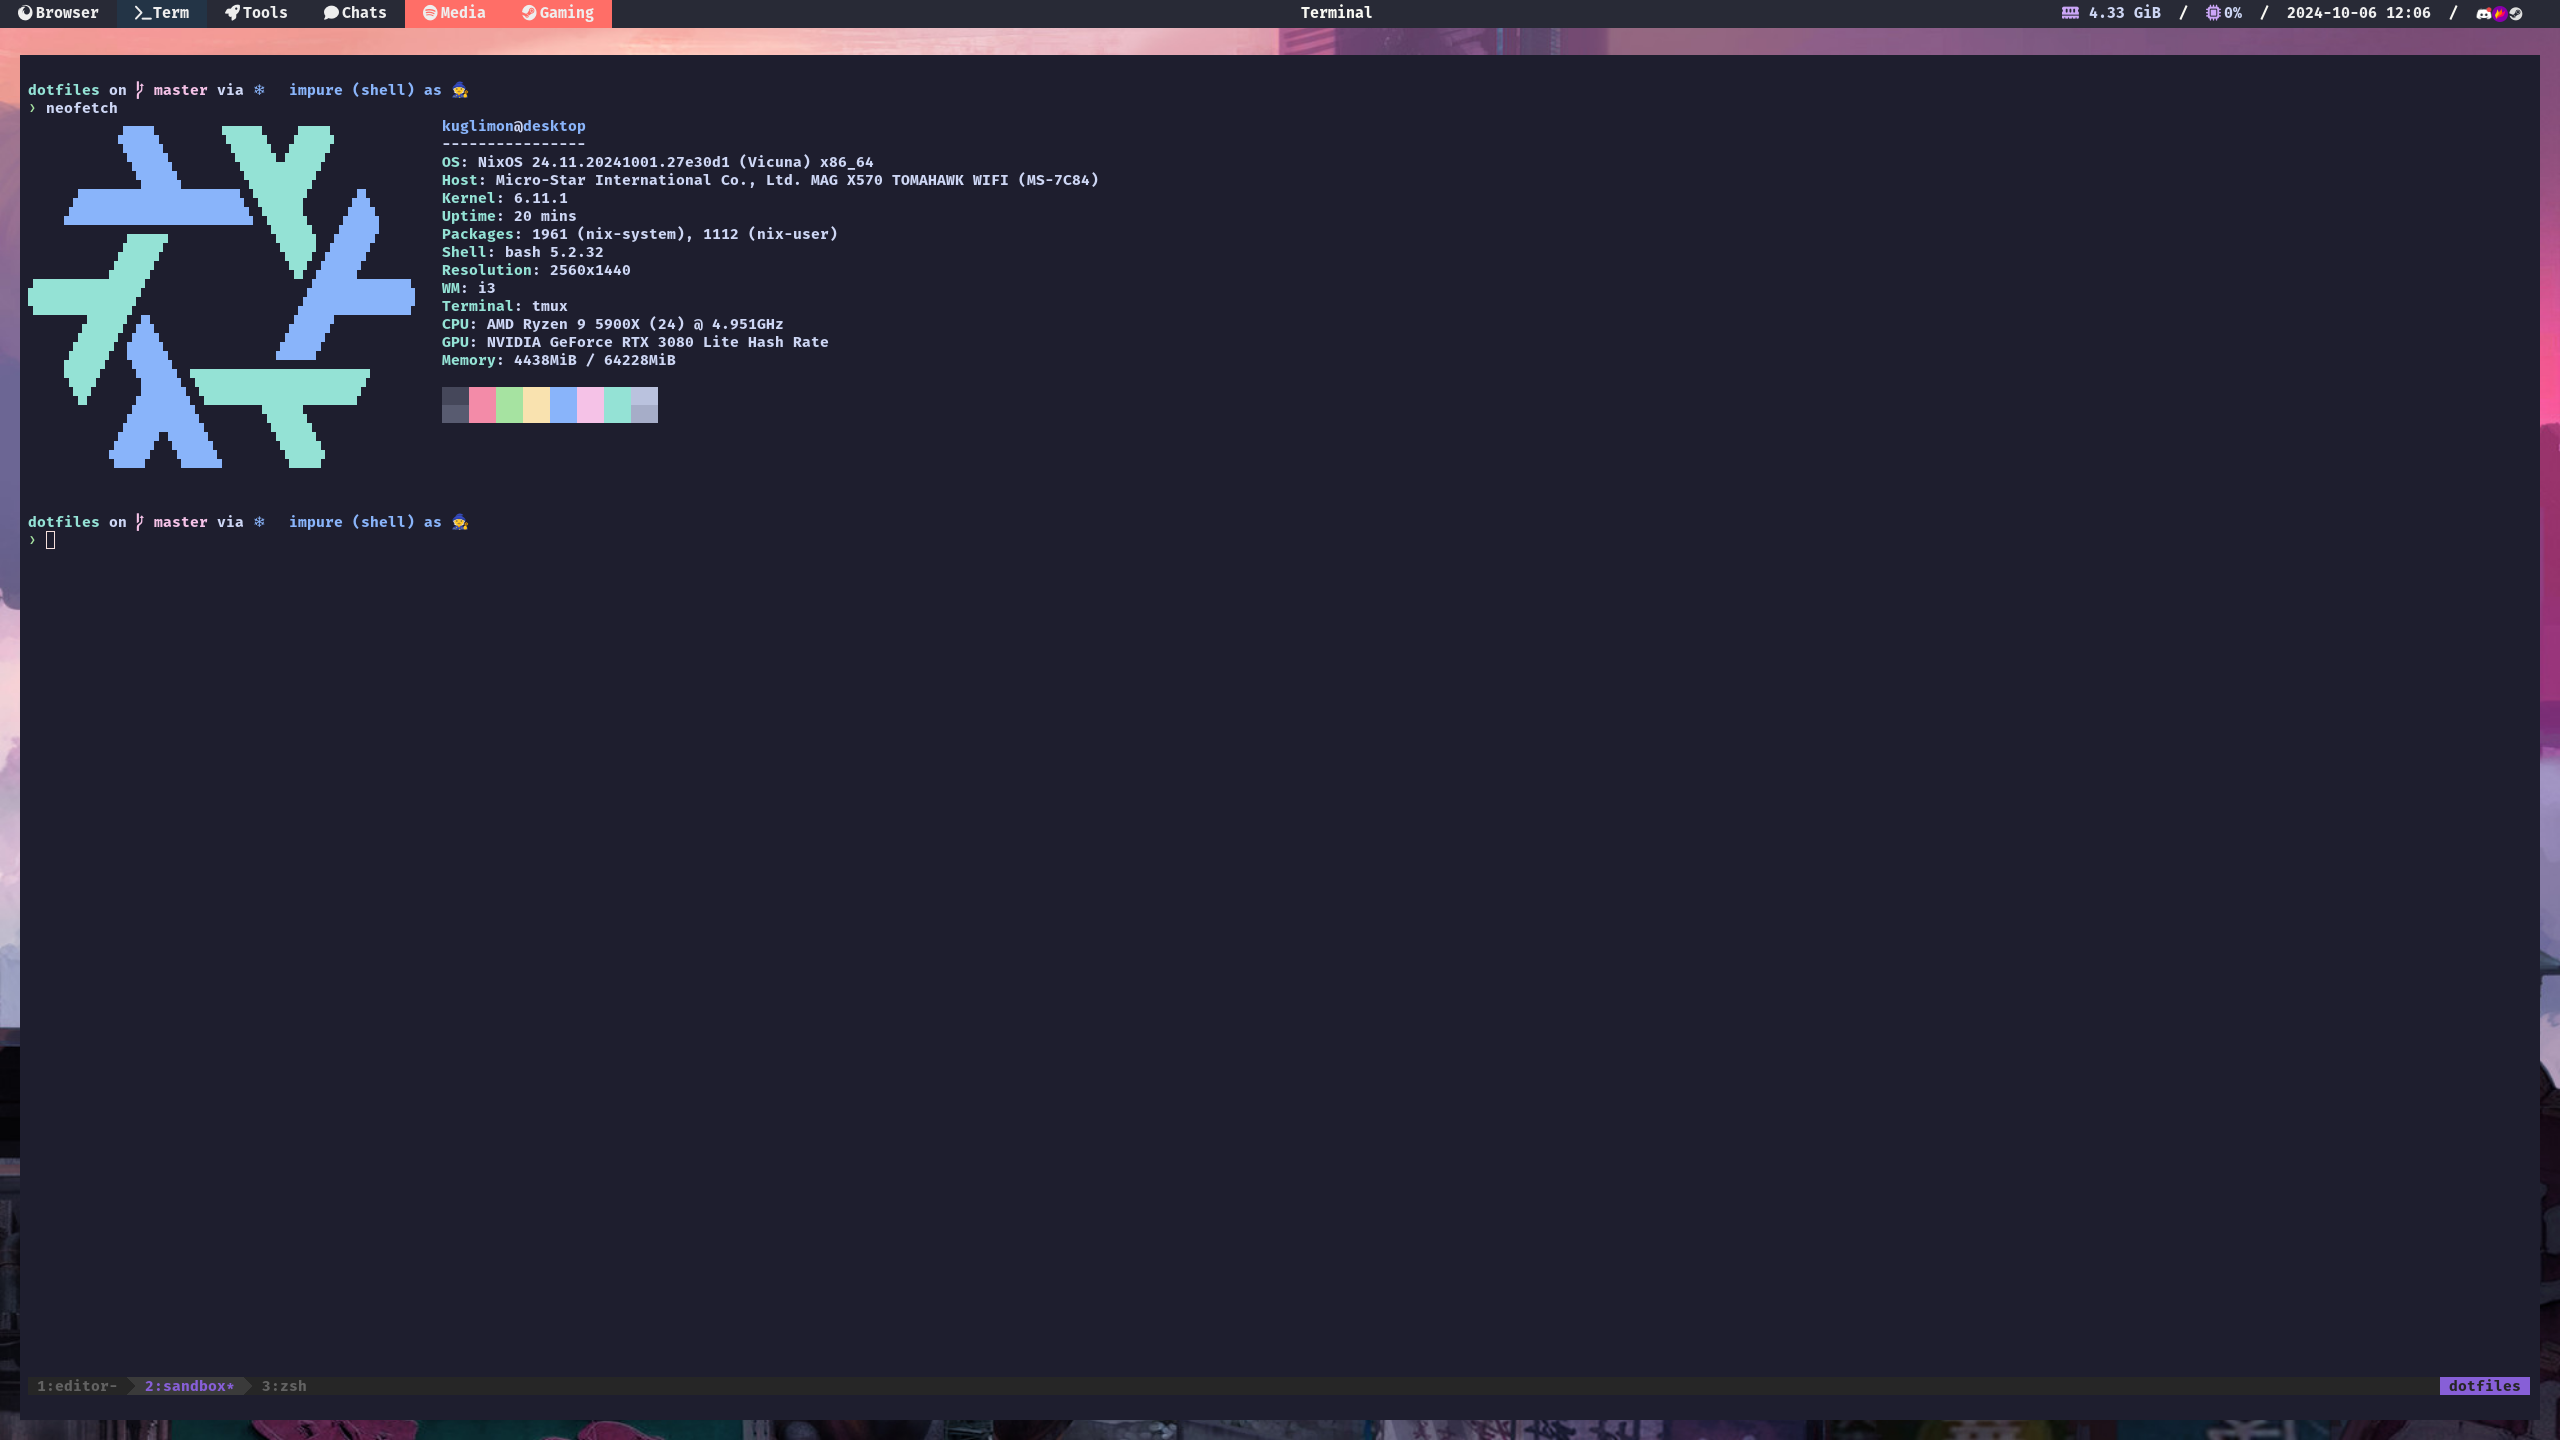 Browser Term Tools Chats Media Gaming Terminal 4.33 GiB / 0% / 2024-10-06 12:06 /
dotfiles on master via ❄ impure (shell) as 🧙
❯ neofetch
kuglimon@desktop
----------------
OS: NixOS 24.11.20241001.27e30d1 (Vicuna) x86_64
Host: Micro-Star International Co., Ltd. MAG X570 TOMAHAWK WIFI (MS-7C84)
Kernel: 6.11.1
Uptime: 20 mins
Packages: 1961 (nix-system), 1112 (nix-user)
Shell: bash 5.2.32
Resolution: 2560x1440
WM: i3
Terminal: tmux
CPU: AMD Ryzen 9 5900X (24) @ 4.951GHz
GPU: NVIDIA GeForce RTX 3080 Lite Hash Rate
Memory: 4438MiB / 64228MiB
dotfiles on master via ❄ impure (shell) as 🧙
❯
1:editor- 2:sandbox* 3:zsh dotfiles